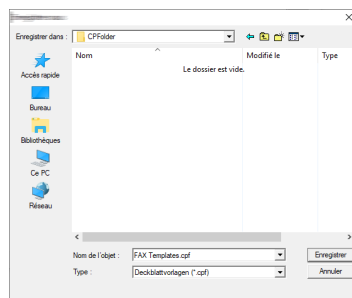 Enregistrer dans :
CPFolder
Accès rapide
Bureau
Bibliothèques
Ce PC
Réseau
Nom
Modifié le
Type
Le dossier est vide.
Nom de l'objet :
FAX Templates.cpf
Enregistrer
Type :
Deckblattvorlagen (*.cpf)
Annuler